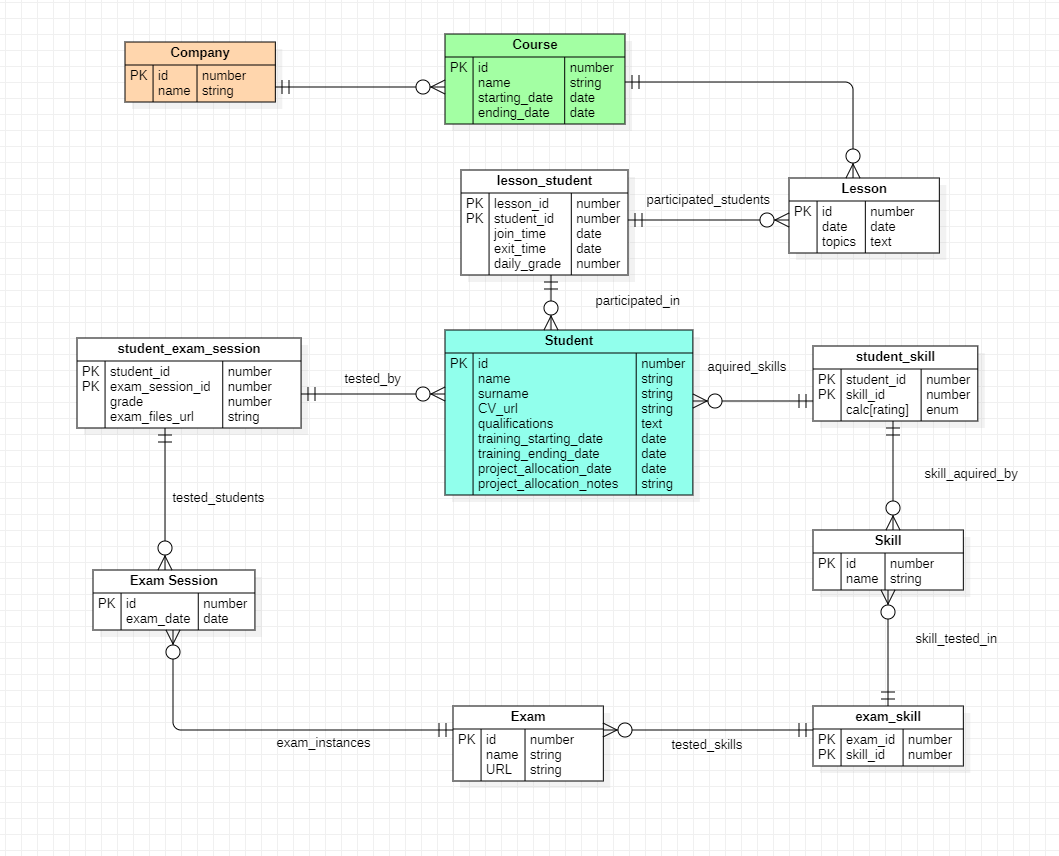 Company
PK id number
name string
Course
PK id number
name string
starting_date date
ending_date date
lesson_student
PK lesson_id number
PK student_id number
join_time date
exit_time date
daily_grade number
participated_students
Lesson
PK id number
date date
topics text
participated_in
student_exam_session
PK student_id number
PK exam_session_id number
grade number
exam_files_url string
tested_by
Student
PK id number
name string
surname string
CV_url string
qualifications text
training_starting_date date
training_ending_date date
project_allocation_date date
project_allocation_notes string
aquired_skills
student_skill
PK student_id number
PK skill_id number
calc[rating] enum
tested_students
skill_aquired_by
Exam Session
PK id number
exam_date date
Skill
PK id number
name string
skill_tested_in
exam_instances
Exam
PK id number
name string
URL string
tested_skills
exam_skill
PK exam_id number
PK skill_id number